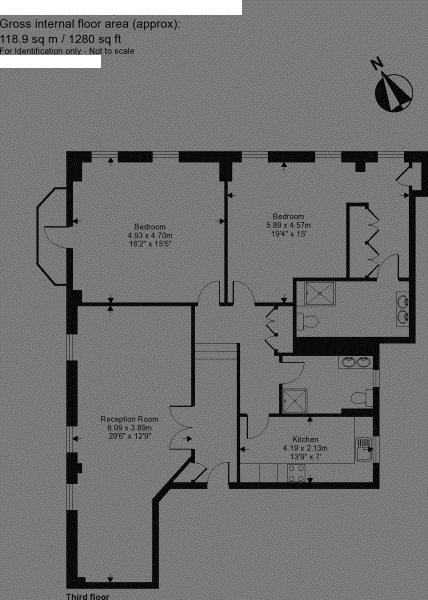 Gross internal floor area (approx):
118.9 sq m / 1280 sq ft
For Identification only - Not to scale
N
Bedroom
4.93 x 4.70m
16'2" x 15'5"
Bedroom
5.89 x 4.57m
19'4" x 15'
Reception Room
8.99 x 3.89m
29'6" x 12'9"
Kitchen
4.19 x 2.13m
13'9" x 7'
Third floor